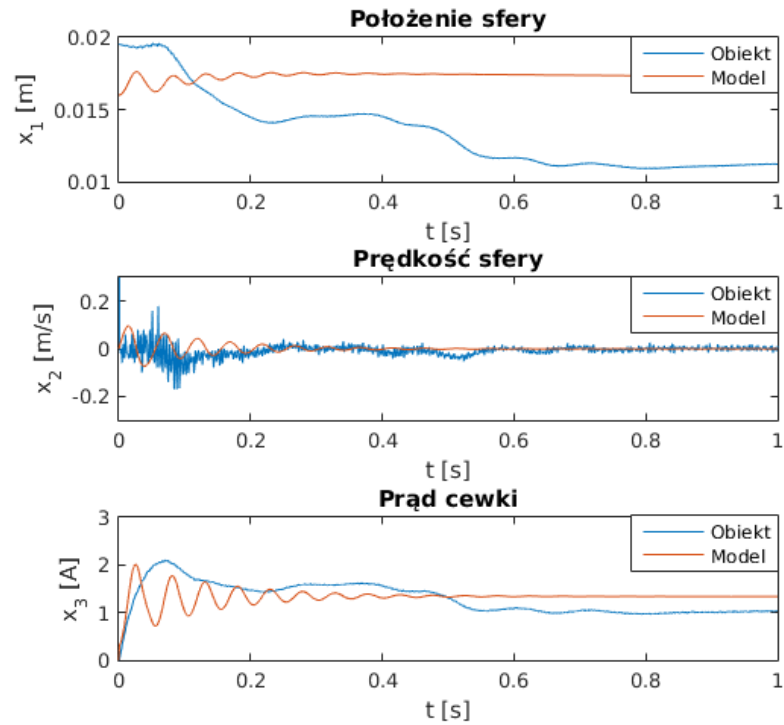 Położenie sfery
0.02
0.015
0.01
x1 [m]
Obiekt
Model
0 0.2 0.4 0.6 0.8 1
t [s]
Prędkość sfery
0.2
0
-0.2
x2 [m/s]
Obiekt
Model
0 0.2 0.4 0.6 0.8 1
t [s]
Prąd cewki
3
2
1
0
x3 [A]
Obiekt
Model
0 0.2 0.4 0.6 0.8 1
t [s]